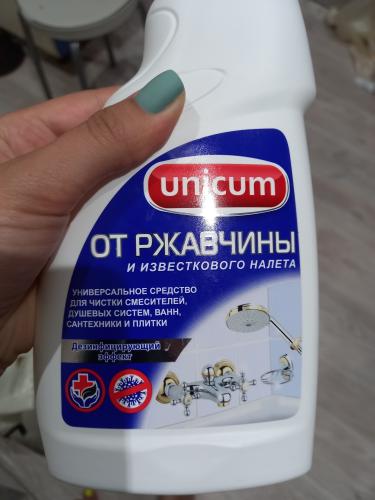 unicum
ОТ РЖАВЧИНЫ
И ИЗВЕСТКОВОГО НАЛЕТА
УНИВЕРСАЛЬНОЕ СРЕДСТВО
ДЛЯ ЧИСТКИ СМЕСИТЕЛЕЙ,
ДУШЕВЫХ СИСТЕМ, ВАНН,
САНТЕХНИКИ И ПЛИТКИ
Дезинфицирующий
эффект